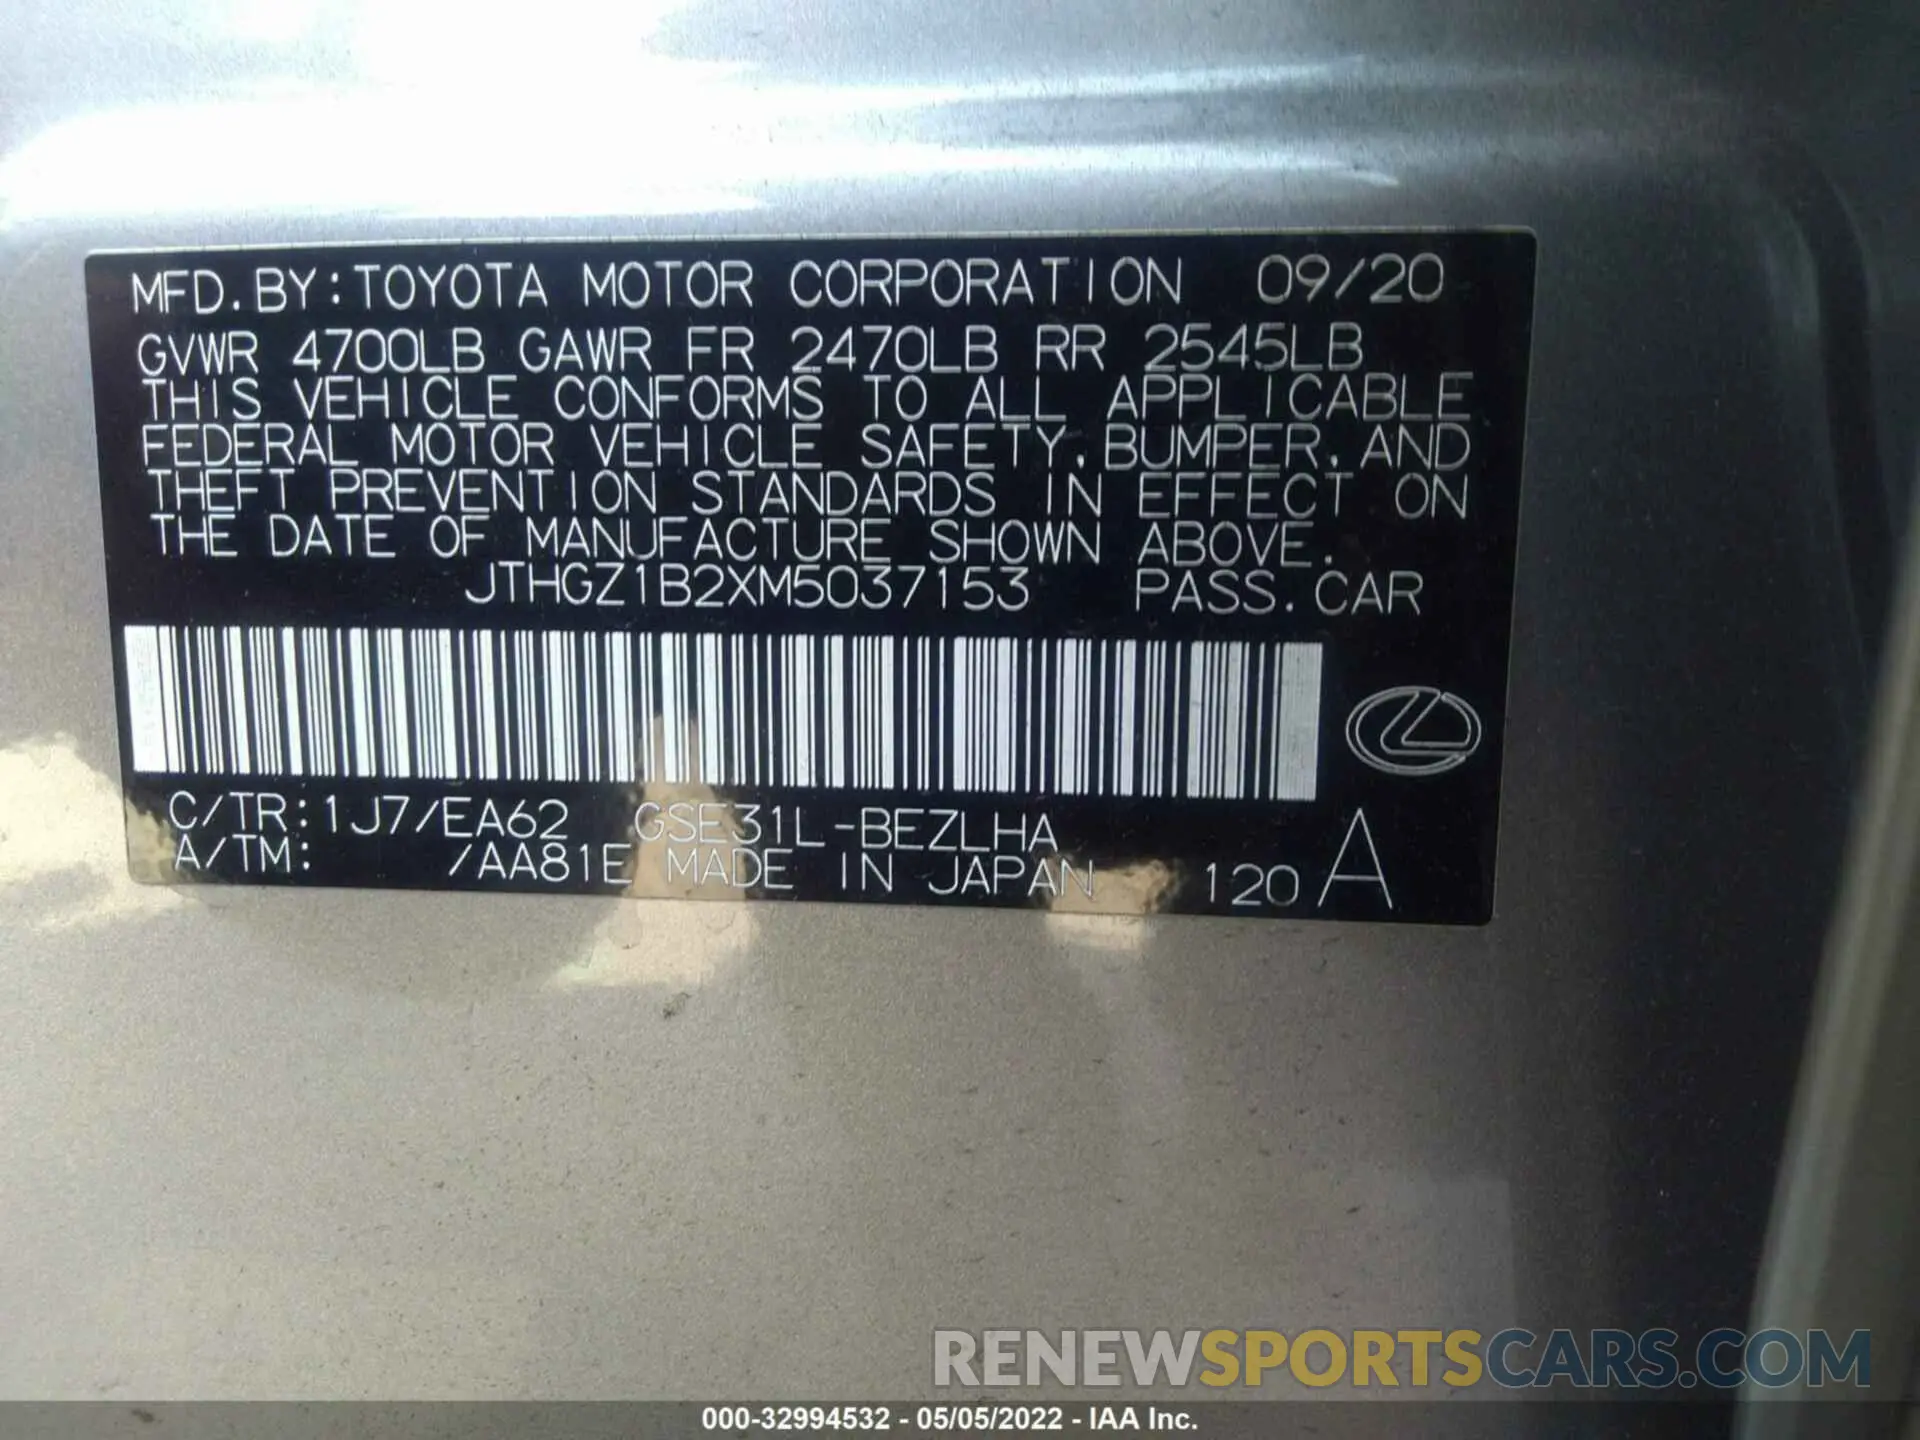 MFD. BY: TOYOTA MOTOR CORPORATION 09/20
GVWR 4700LB GAWR FR 2470LB RR 2545LB
THIS VEHICLE CONFORMS TO ALL APPLICABLE
FEDERAL MOTOR VEHICLE SAFETY, BUMPER, AND
THEFT PREVENTION STANDARDS IN EFFECT ON
THE DATE OF MANUFACTURE SHOWN ABOVE.
JTHGZ1B2XM5037153 PASS. CAR
C/TR: 1J7/EA62 GSE31L-BEZLHA
A/TM: /AA81E MADE IN JAPAN 120 A
RENEWSPORTSCARS.COM
000-32994532 - 05/05/2022 - IAA Inc.